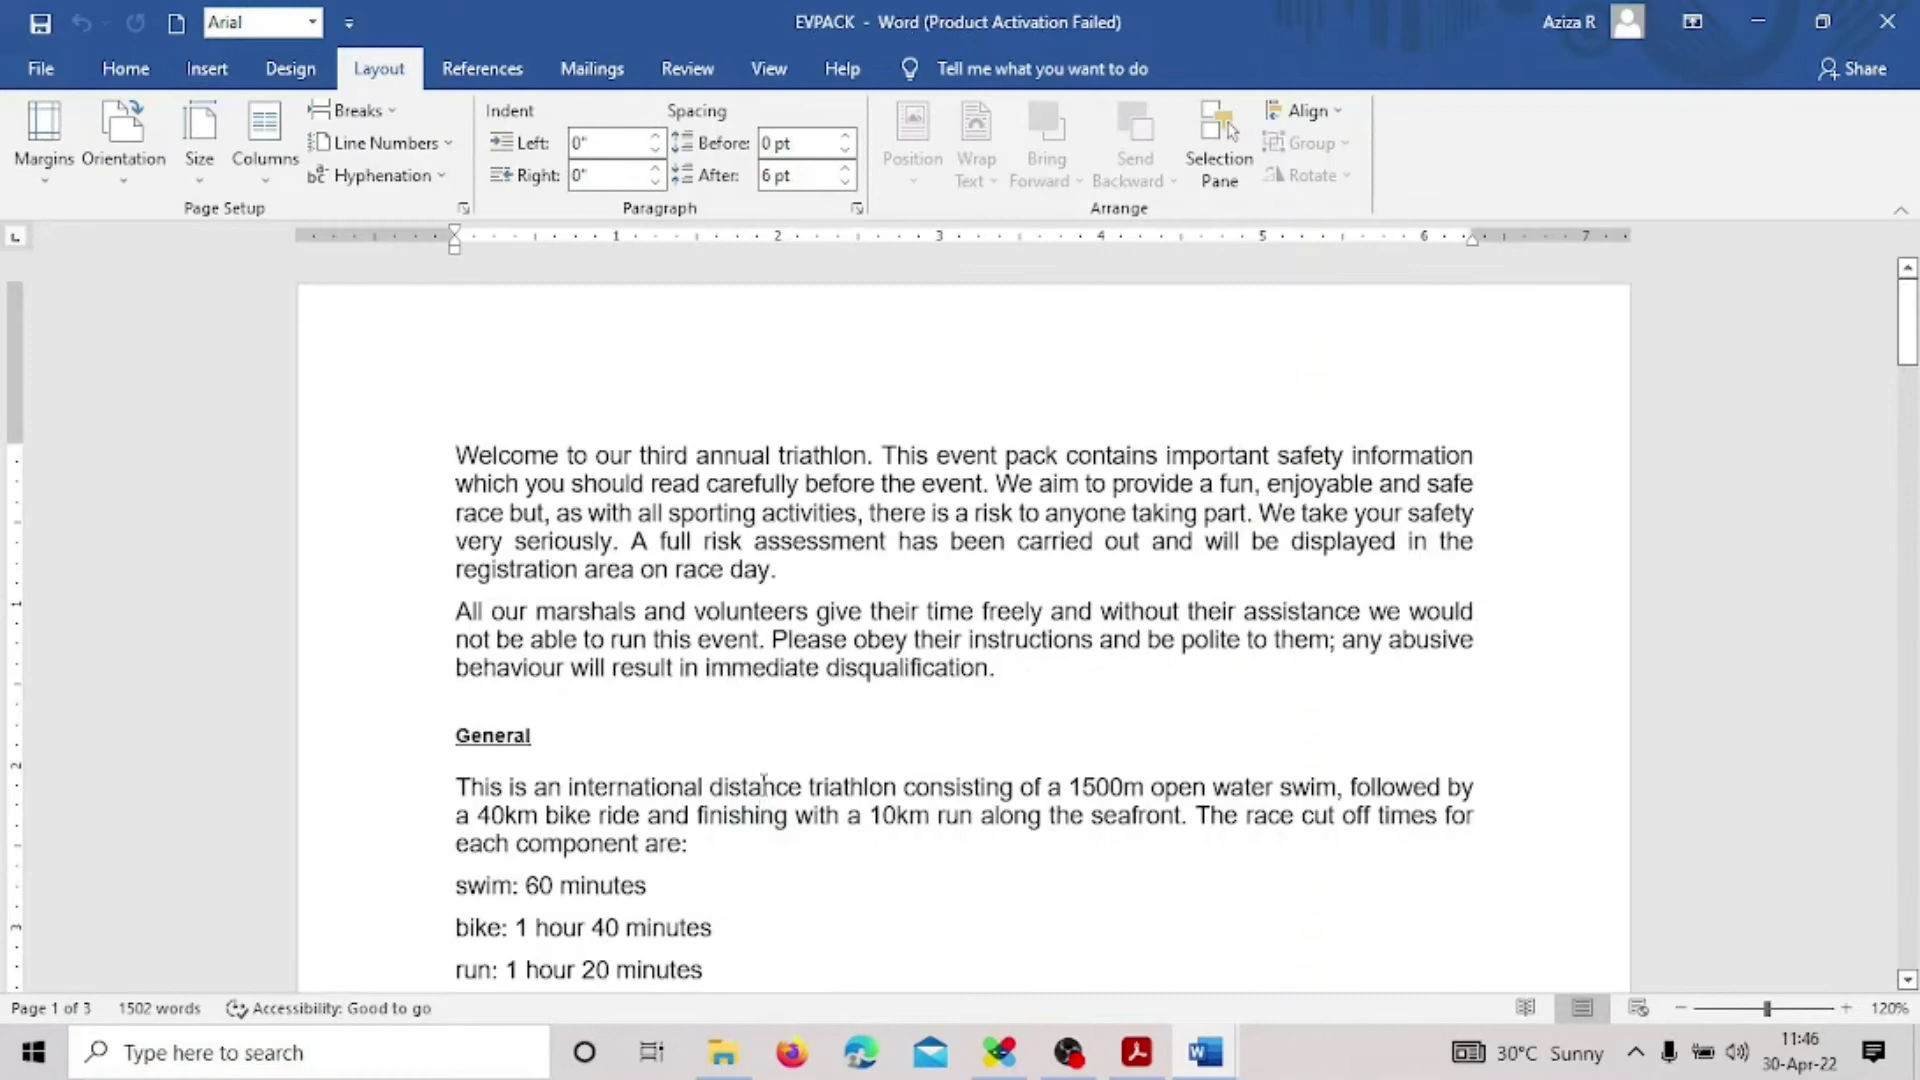 Arial
EVPACK - Word (Product Activation Failed)
Aziza R
File Home Insert Design Layout References Mailings Review View Help Tell me what you want to do Share
Margins Orientation Size Columns
Breaks
Line Numbers
Hyphenation
Page Setup
Indent Spacing
Left: 0" Before: 0 pt
Right: 0" After: 6 pt
Paragraph
Position Wrap Text Bring Forward Send Backward Selection Pane
Align
Group
Rotate
Arrange
1 2 3 4 5 6 7
Welcome to our third annual triathlon. This event pack contains important safety information
which you should read carefully before the event. We aim to provide a fun, enjoyable and safe
race but, as with all sporting activities, there is a risk to anyone taking part. We take your safety
very seriously. A full risk assessment has been carried out and will be displayed in the
registration area on race day.
All our marshals and volunteers give their time freely and without their assistance we would
not be able to run this event. Please obey their instructions and be polite to them; any abusive
behaviour will result in immediate disqualification.
General
This is an international distance triathlon consisting of a 1500m open water swim, followed by
a 40km bike ride and finishing with a 10km run along the seafront. The race cut off times for
each component are:
swim: 60 minutes
bike: 1 hour 40 minutes
run: 1 hour 20 minutes
1
2
3
Page 1 of 3 1502 words Accessibility: Good to go 120%
Type here to search
30°C Sunny
11:46
30-Apr-22